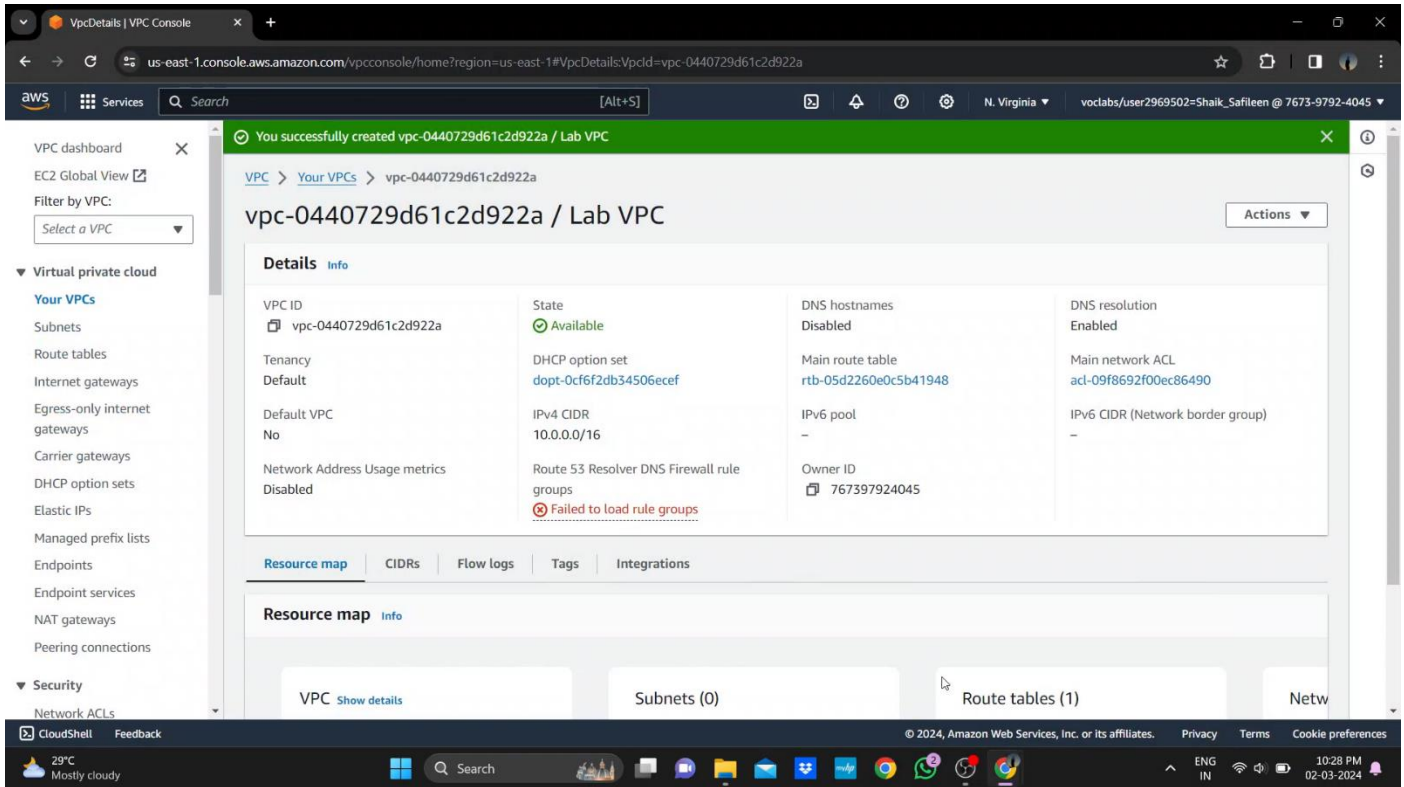 VpcDetails | VPC Console
us-east-1.console.aws.amazon.com/vpcconsole/home?region=us-east-1#VpcDetails:VpcId=vpc-0440729d61c2d922a
aws Services Search [Alt+S] N. Virginia voclabs/user2969502=Shaik_Safileen @ 7673-9792-4045
VPC dashboard
EC2 Global View
Filter by VPC:
Select a VPC
Virtual private cloud
Your VPCs
Subnets
Route tables
Internet gateways
Egress-only internet
gateways
Carrier gateways
DHCP option sets
Elastic IPs
Managed prefix lists
Endpoints
Endpoint services
NAT gateways
Peering connections
Security
Network ACLs
You successfully created vpc-0440729d61c2d922a / Lab VPC
VPC > Your VPCs > vpc-0440729d61c2d922a
vpc-0440729d61c2d922a / Lab VPC
Actions
Details Info
VPC ID
vpc-0440729d61c2d922a
State
Available
DNS hostnames
Disabled
DNS resolution
Enabled
Tenancy
Default
DHCP option set
dopt-0cf6f2db34506ecef
Main route table
rtb-05d2260e0c5b41948
Main network ACL
acl-09f8692f00ec86490
Default VPC
No
IPv4 CIDR
10.0.0.0/16
IPv6 pool
–
IPv6 CIDR (Network border group)
–
Network Address Usage metrics
Disabled
Route 53 Resolver DNS Firewall rule
groups
Failed to load rule groups
Owner ID
767397924045
Resource map CIDRs Flow logs Tags Integrations
Resource map Info
VPC Show details
Subnets (0)
Route tables (1)
Netw
CloudShell Feedback © 2024, Amazon Web Services, Inc. or its affiliates. Privacy Terms Cookie preferences
29°C
Mostly cloudy
Search
mvhp
2
ENG
IN
10:28 PM
02-03-2024